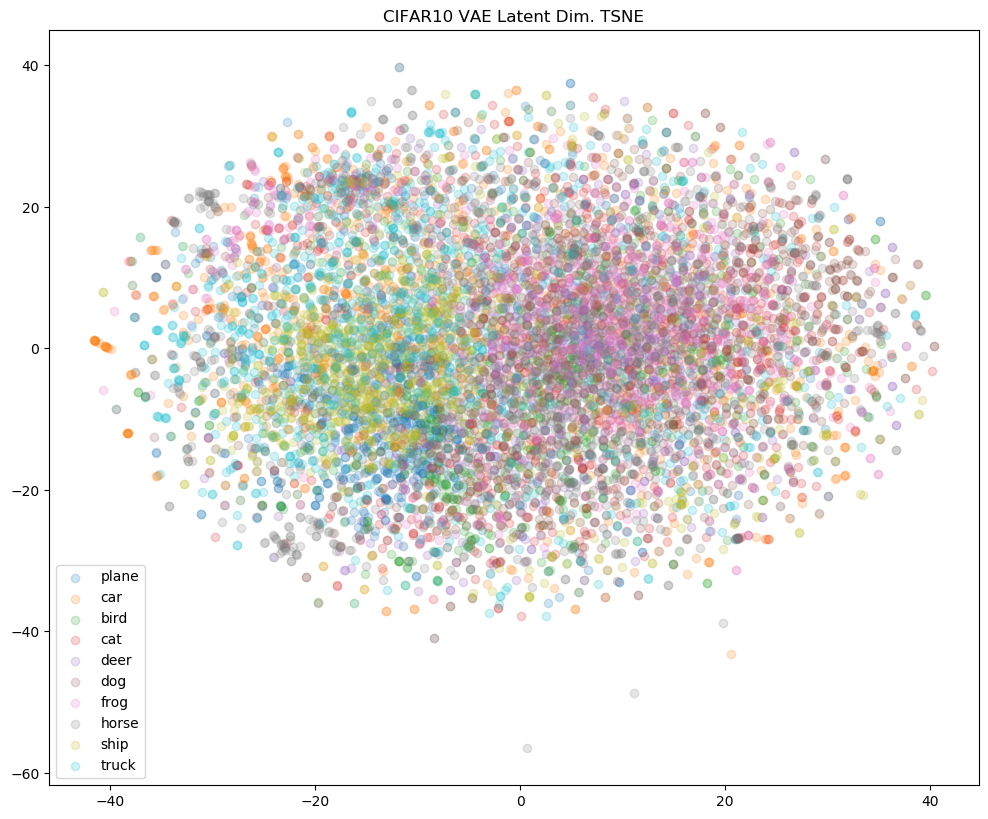 CIFAR10 VAE Latent Dim. TSNE
40
20
0
−20
−40
−60
plane
car
bird
cat
deer
dog
frog
horse
ship
truck
−40
−20
0
20
40